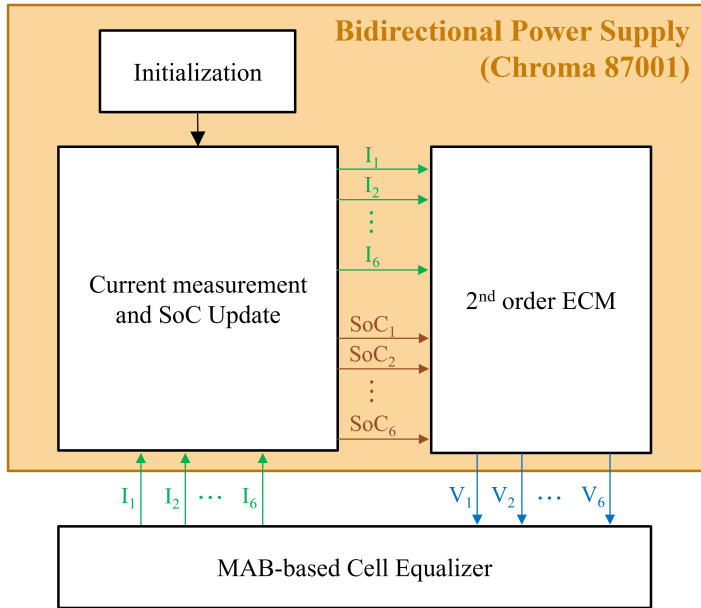 Bidirectional Power Supply
(Chroma 87001)
Initialization
Current measurement
and SoC Update
I₁
I₂
⋮
I₆
SoC₁
SoC₂
⋮
SoC₆
2ⁿᵈ order ECM
I₁ I₂ ⋯ I₆
V₁ V₂ ⋯ V₆
MAB-based Cell Equalizer